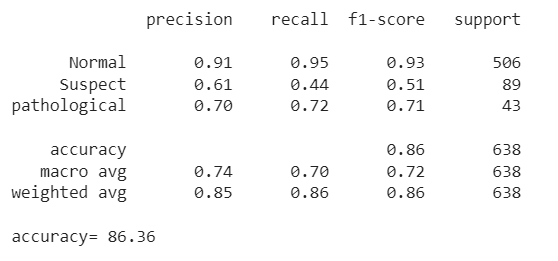 precision recall f1-score support
Normal 0.91 0.95 0.93 506
Suspect 0.61 0.44 0.51 89
pathological 0.70 0.72 0.71 43
accuracy 0.86 638
macro avg 0.74 0.70 0.72 638
weighted avg 0.85 0.86 0.86 638
accuracy= 86.36